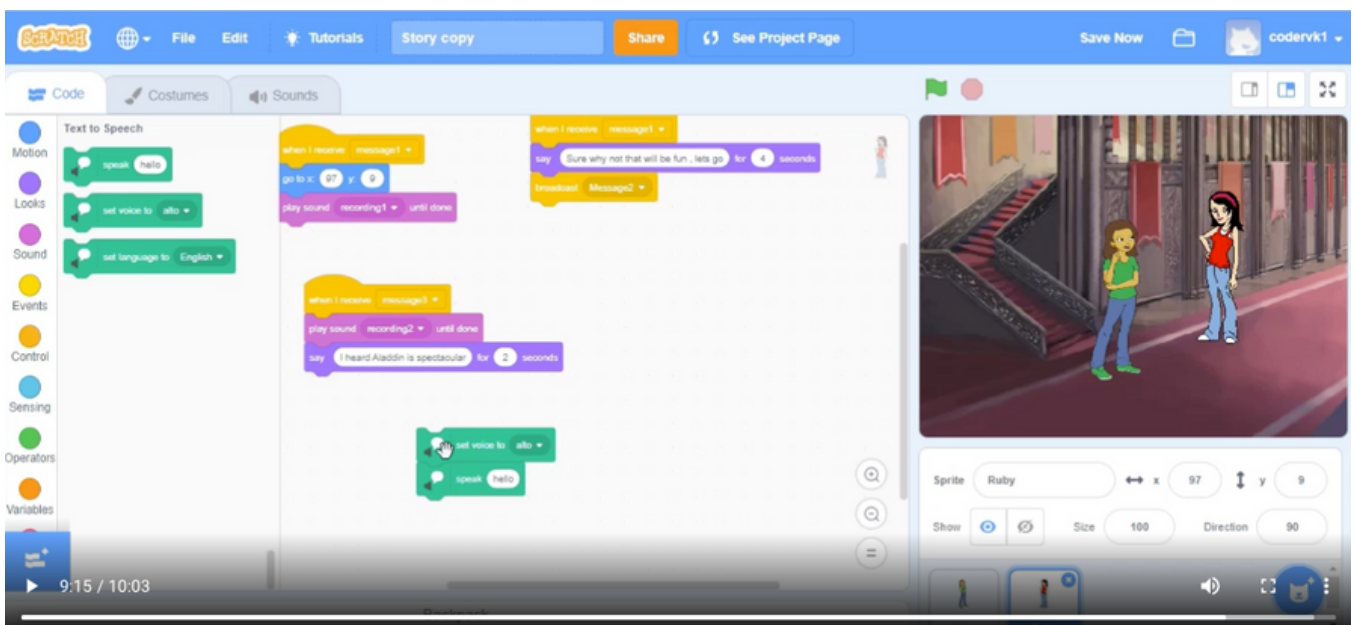 SCRATCH File Edit Tutorials Story copy Share See Project Page Save Now codervk1
Code Costumes Sounds
Motion
Looks
Sound
Events
Control
Sensing
Operators
Variables
Text to Speech
speak hello
set voice to alto
set language to English
when I receive message1
go to x: 97 y: 9
play sound recording1 until done
when I receive message1
say Sure why not that will be fun , lets go for 4 seconds
broadcast Message2
when I receive message3
play sound recording2 until done
say I heard Aladdin is spectacular for 2 seconds
set voice to alto
speak hello
Sprite Ruby x 97 y 9
Show Size 100 Direction 90
9:15 / 10:03
Backpack